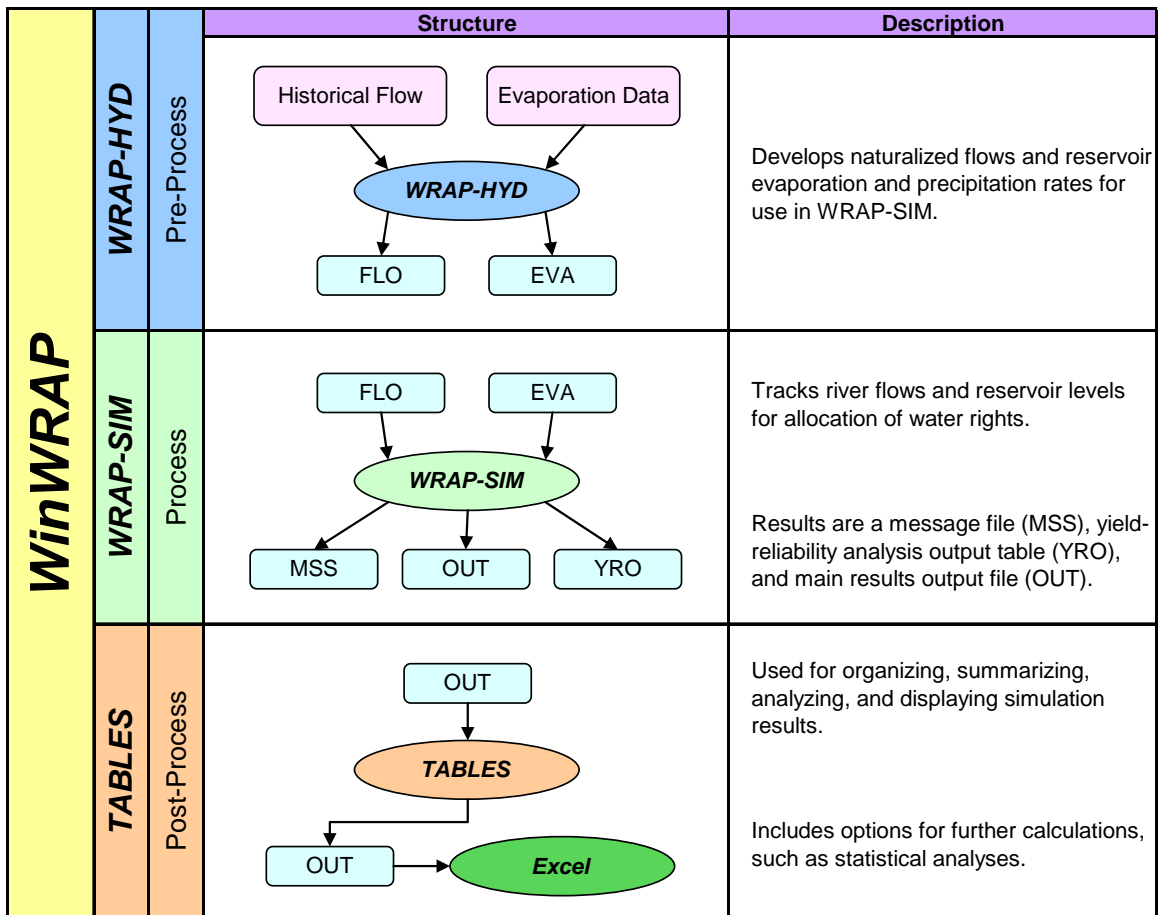 Structure
Description
WinWRAP
WRAP-HYD
Pre-Process
Historical Flow
Evaporation Data
WRAP-HYD
FLO
EVA
Develops naturalized flows and reservoir
evaporation and precipitation rates for
use in WRAP-SIM.
WRAP-SIM
Process
FLO
EVA
WRAP-SIM
MSS
OUT
YRO
Tracks river flows and reservoir levels
for allocation of water rights.
Results are a message file (MSS), yield-
reliability analysis output table (YRO),
and main results output file (OUT).
TABLES
Post-Process
OUT
TABLES
OUT
Excel
Used for organizing, summarizing,
analyzing, and displaying simulation
results.
Includes options for further calculations,
such as statistical analyses.